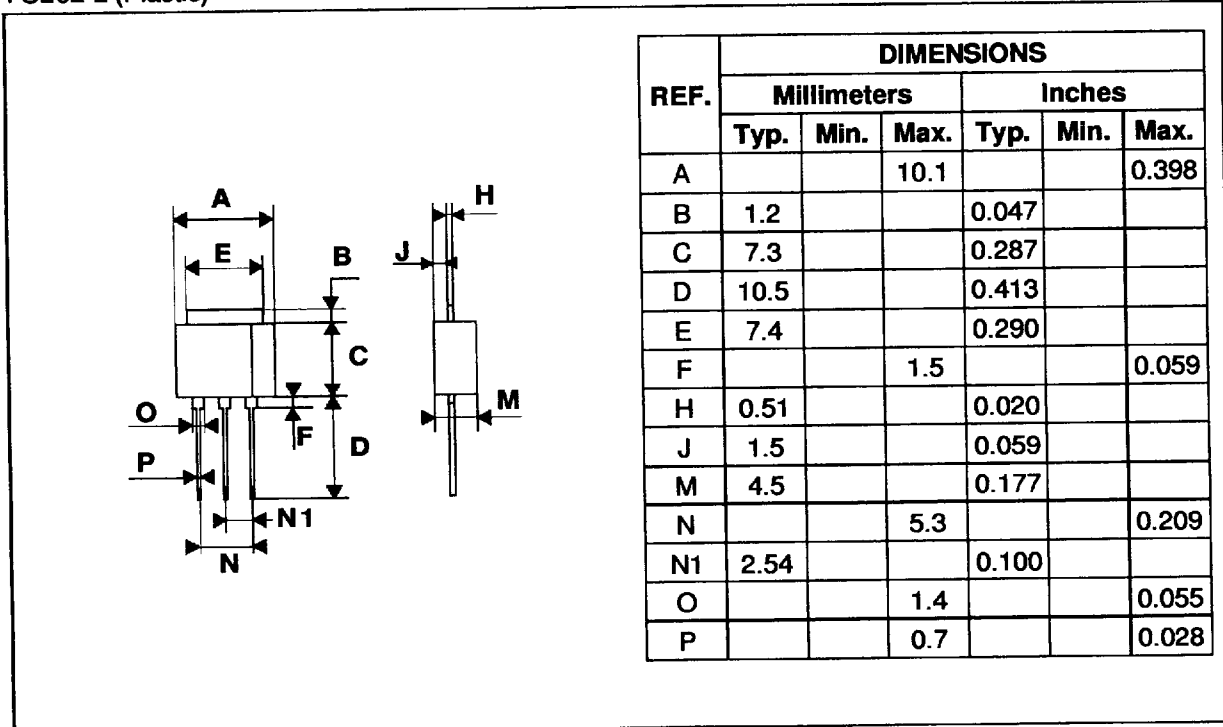 DIMENSIONS
REF. Millimeters Inches
Typ. Min. Max. Typ. Min. Max.
A 10.1 0.398
B 1.2 0.047
C 7.3 0.287
D 10.5 0.413
E 7.4 0.290
F 1.5 0.059
H 0.51 0.020
J 1.5 0.059
M 4.5 0.177
N 5.3 0.209
N1 2.54 0.100
O 1.4 0.055
P 0.7 0.028
A
H
E
B
J
C
O
M
F
D
P
N1
N